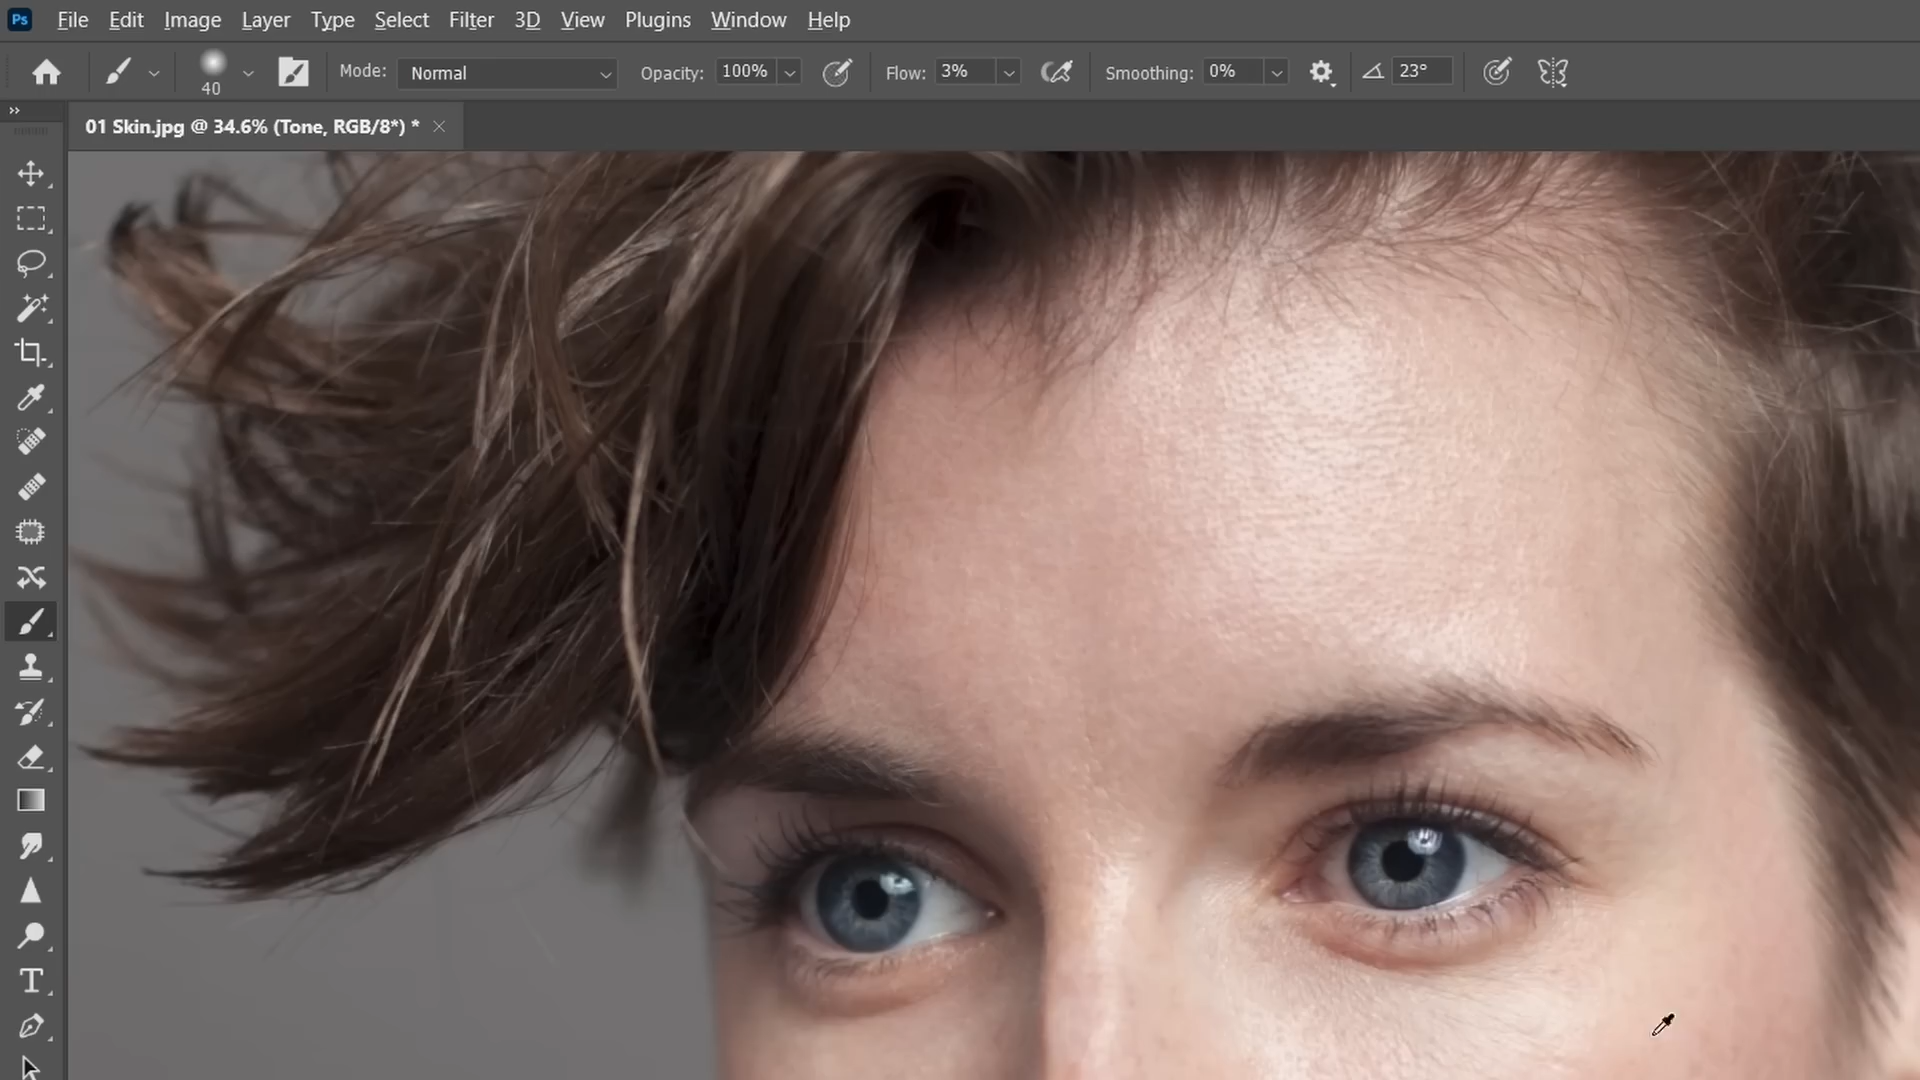 Ps File Edit Image Layer Type Select Filter 3D View Plugins Window Help
40 Mode: Normal Opacity: 100% Flow: 3% Smoothing: 0% 23°
01 Skin.jpg @ 34.6% (Tone, RGB/8*) *
T